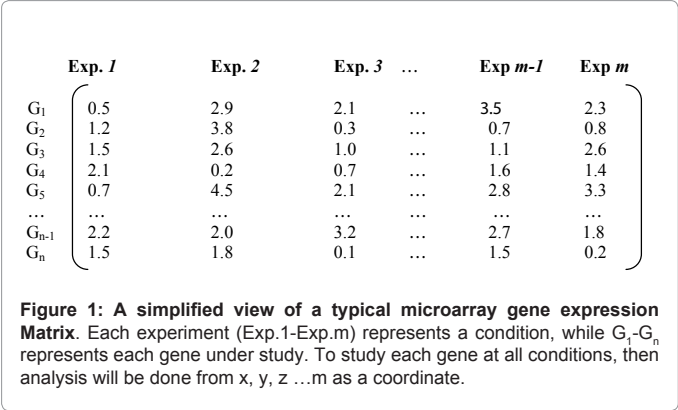 Exp. 1 Exp. 2 Exp. 3 … Exp m-1 Exp m
G1 0.5 2.9 2.1 … 3.5 2.3
G2 1.2 3.8 0.3 … 0.7 0.8
G3 1.5 2.6 1.0 … 1.1 2.6
G4 2.1 0.2 0.7 … 1.6 1.4
G5 0.7 4.5 2.1 … 2.8 3.3
… … … … … … …
Gn-1 2.2 2.0 3.2 … 2.7 1.8
Gn 1.5 1.8 0.1 … 1.5 0.2
Figure 1: A simplified view of a typical microarray gene expression
Matrix. Each experiment (Exp.1-Exp.m) represents a condition, while G1-Gn
represents each gene under study. To study each gene at all conditions, then
analysis will be done from x, y, z …m as a coordinate.